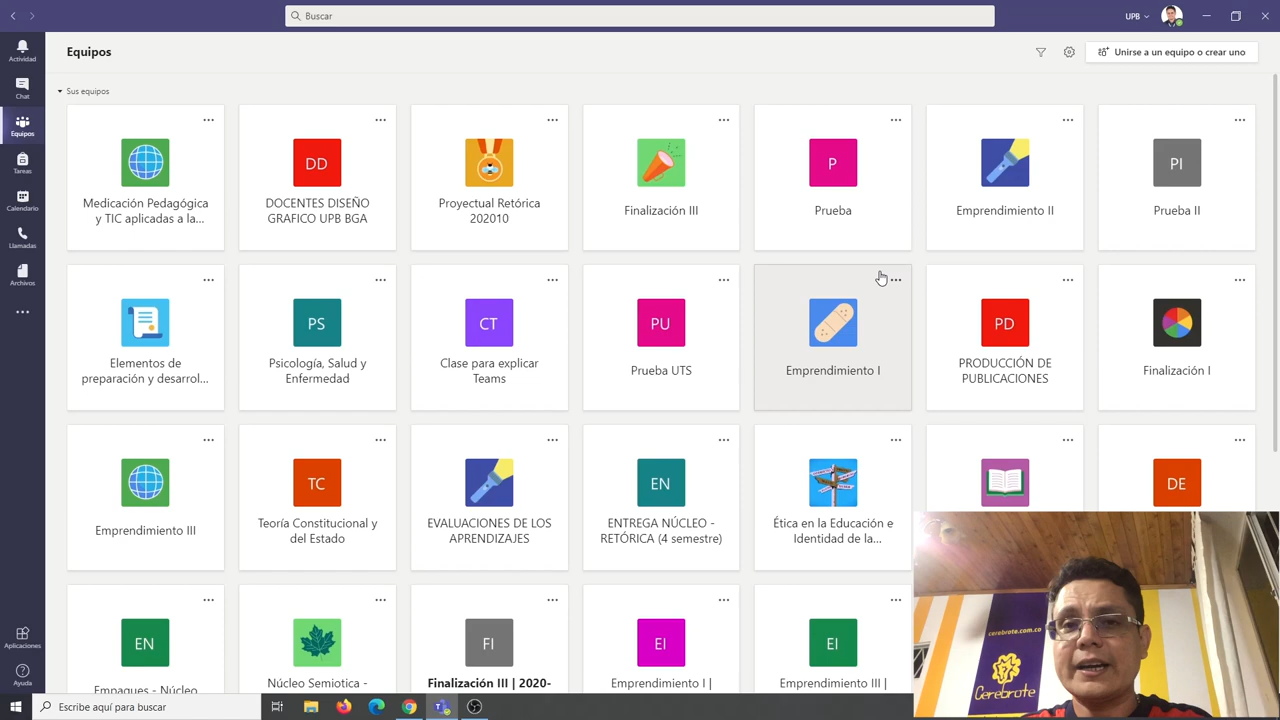 Buscar
UPB
Actividad
Chat
Equipos
Tareas
Calendario
Llamadas
Archivos
Aplicaciones
Ayuda
Equipos
Unirse a un equipo o crear uno
Sus equipos
Medicación Pedagógica
y TIC aplicadas a la...
DD
DOCENTES DISEÑO
GRAFICO UPB BGA
Proyectual Retórica
202010
Finalización III
P
Prueba
Emprendimiento II
PI
Prueba II
Elementos de
preparación y desarrol...
PS
Psicología, Salud y
Enfermedad
CT
Clase para explicar
Teams
PU
Prueba UTS
Emprendimiento I
PD
PRODUCCIÓN DE
PUBLICACIONES
Finalización I
Emprendimiento III
TC
Teoría Constitucional y
del Estado
EVALUACIONES DE LOS
APRENDIZAJES
EN
ENTREGA NÚCLEO -
RETÓRICA (4 semestre)
Ética en la Educación e
Identidad de la...
DE
EN
Empaques - Núcleo
Núcleo Semiotica -
FI
Finalización III | 2020-
EI
Emprendimiento I |
EI
Emprendimiento III |
cerebrote.com.co
Cerebrote
Escribe aquí para buscar